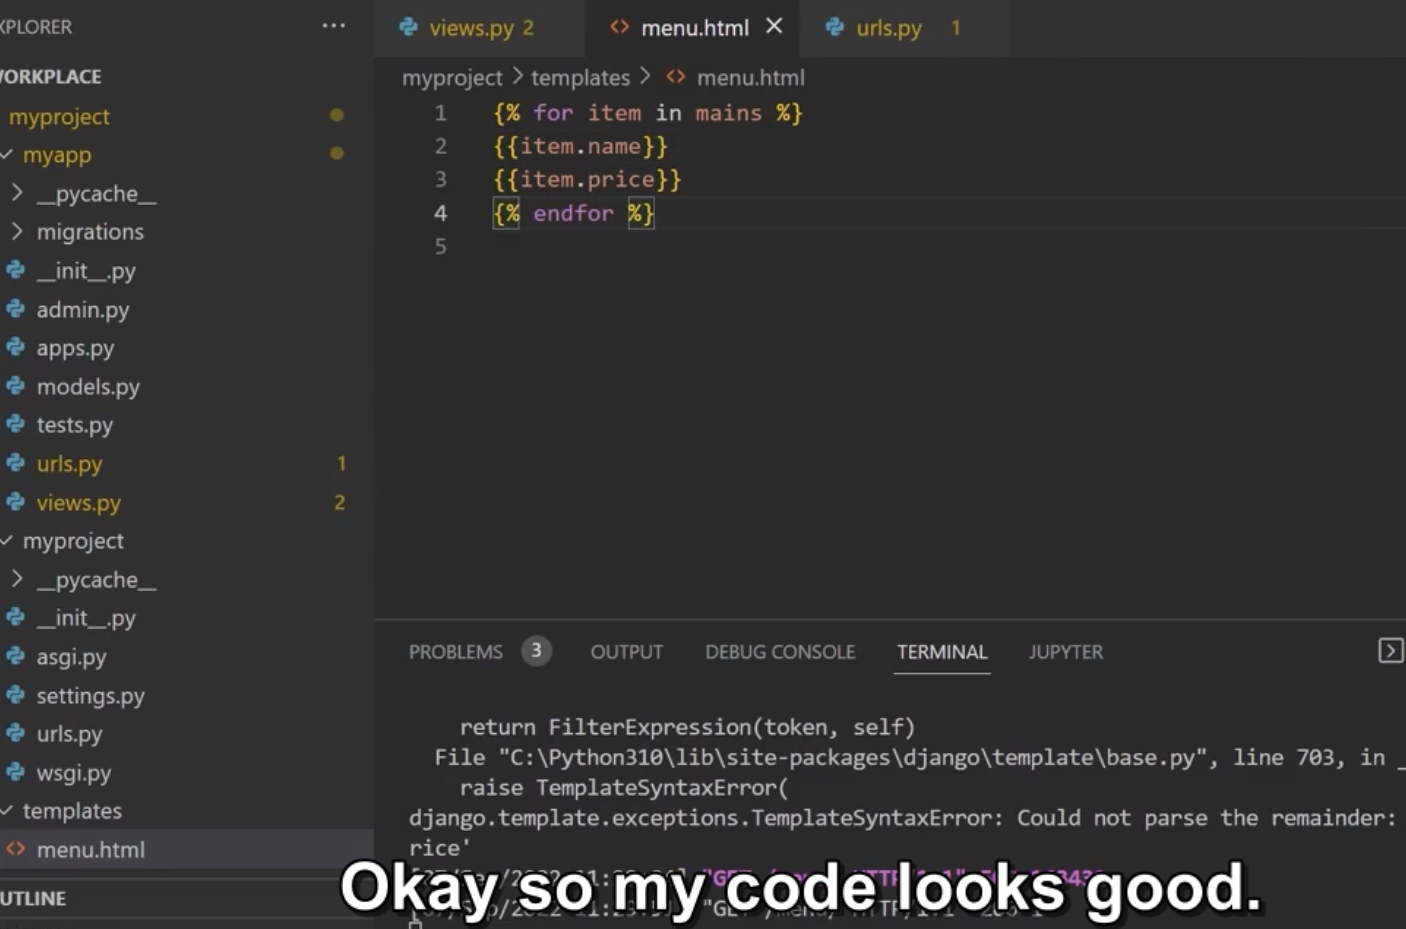 XPLORER
···
WORKPLACE
myproject
myapp
__pycache__
migrations
__init__.py
admin.py
apps.py
models.py
tests.py
urls.py 1
views.py 2
myproject
__pycache__
__init__.py
asgi.py
settings.py
urls.py
wsgi.py
templates
<> menu.html
UTLINE
views.py 2
<> menu.html ×
urls.py 1
myproject > templates > <> menu.html
1 {% for item in mains %}
2 {{item.name}}
3 {{item.price}}
4 {% endfor %}
5
PROBLEMS 3 OUTPUT DEBUG CONSOLE TERMINAL JUPYTER
return FilterExpression(token, self)
File "C:\Python310\lib\site-packages\django\template\base.py", line 703, in _
raise TemplateSyntaxError(
django.template.exceptions.TemplateSyntaxError: Could not parse the remainder:
rice'
Okay so my code looks good.